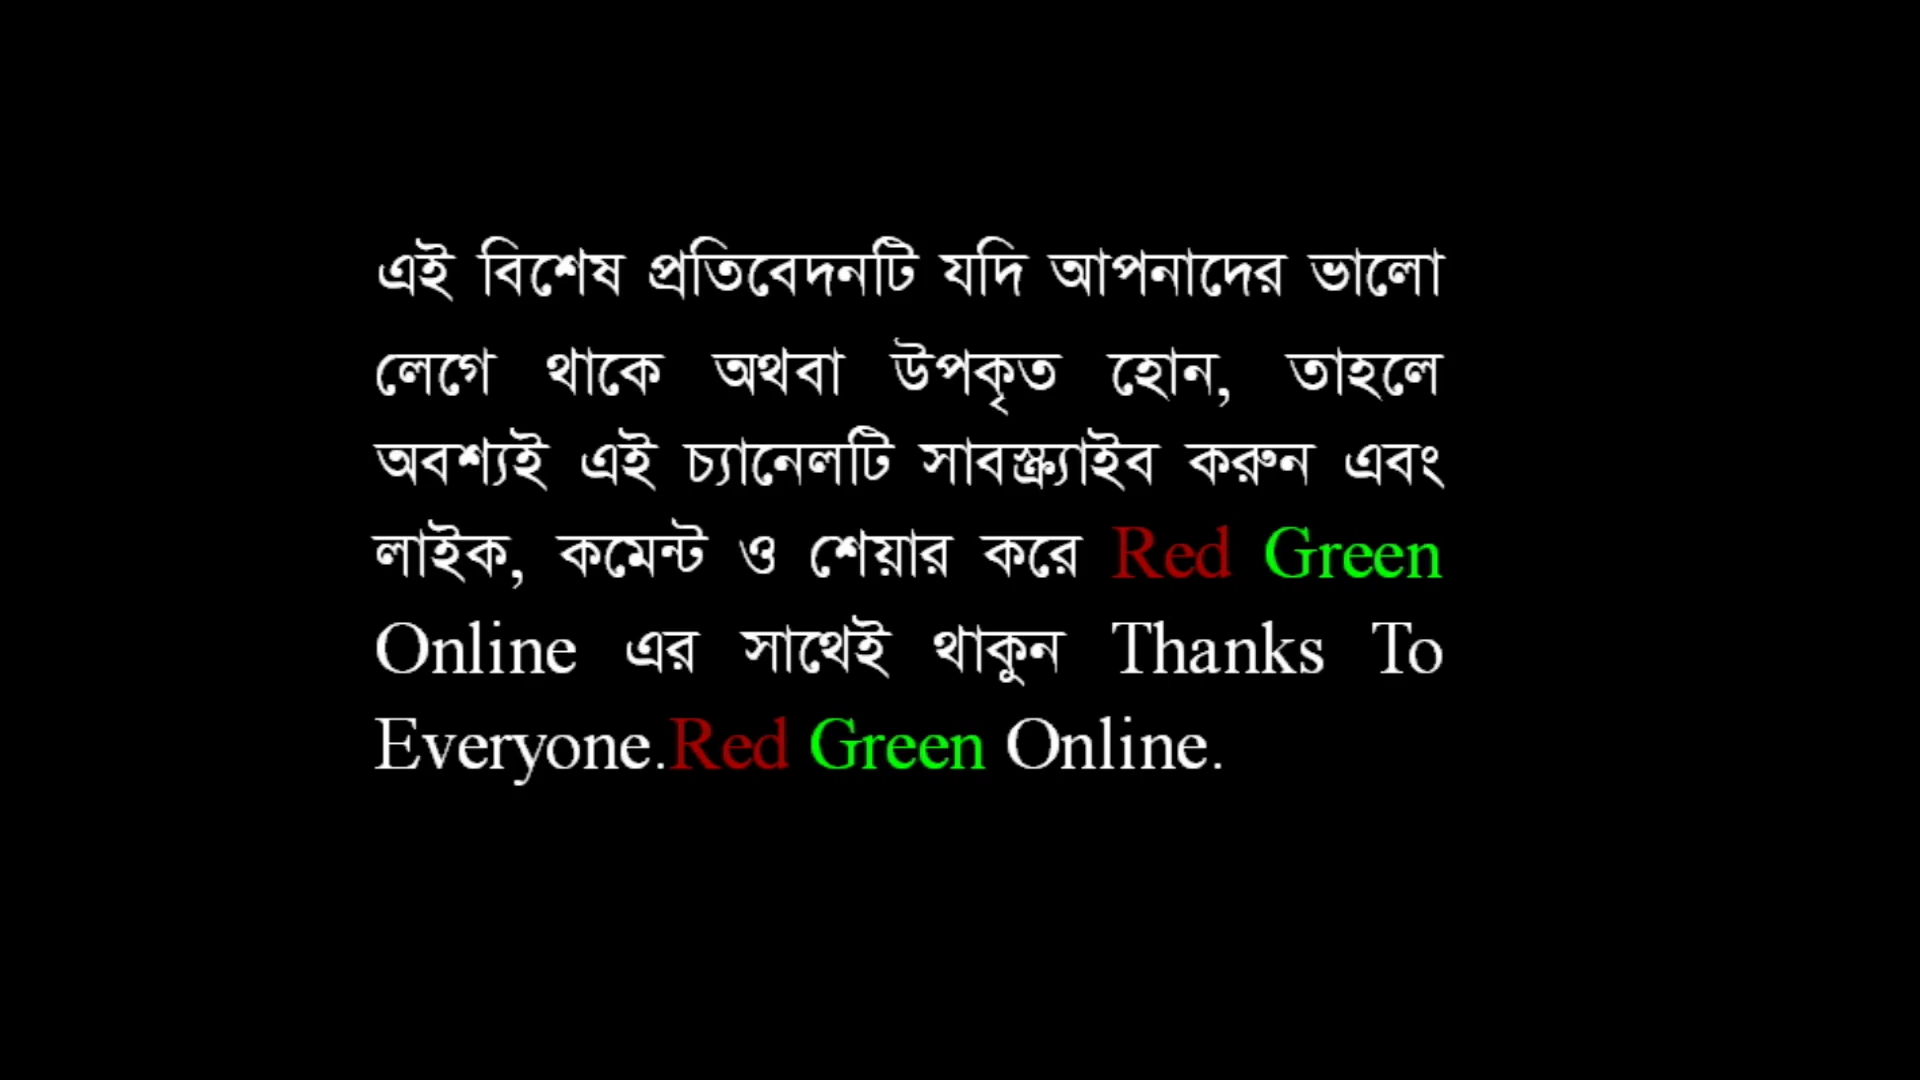 এই বিশেষ প্রতিবেদনটি যদি আপনাদের ভালো
লেগে থাকে অথবা উপকৃত হোন, তাহলে
অবশ্যই এই চ্যানেলটি সাবস্ক্র্যাইব করুন এবং
লাইক, কমেন্ট ও শেয়ার করে Red Green
Online এর সাথেই থাকুন Thanks To
Everyone.Red Green Online.